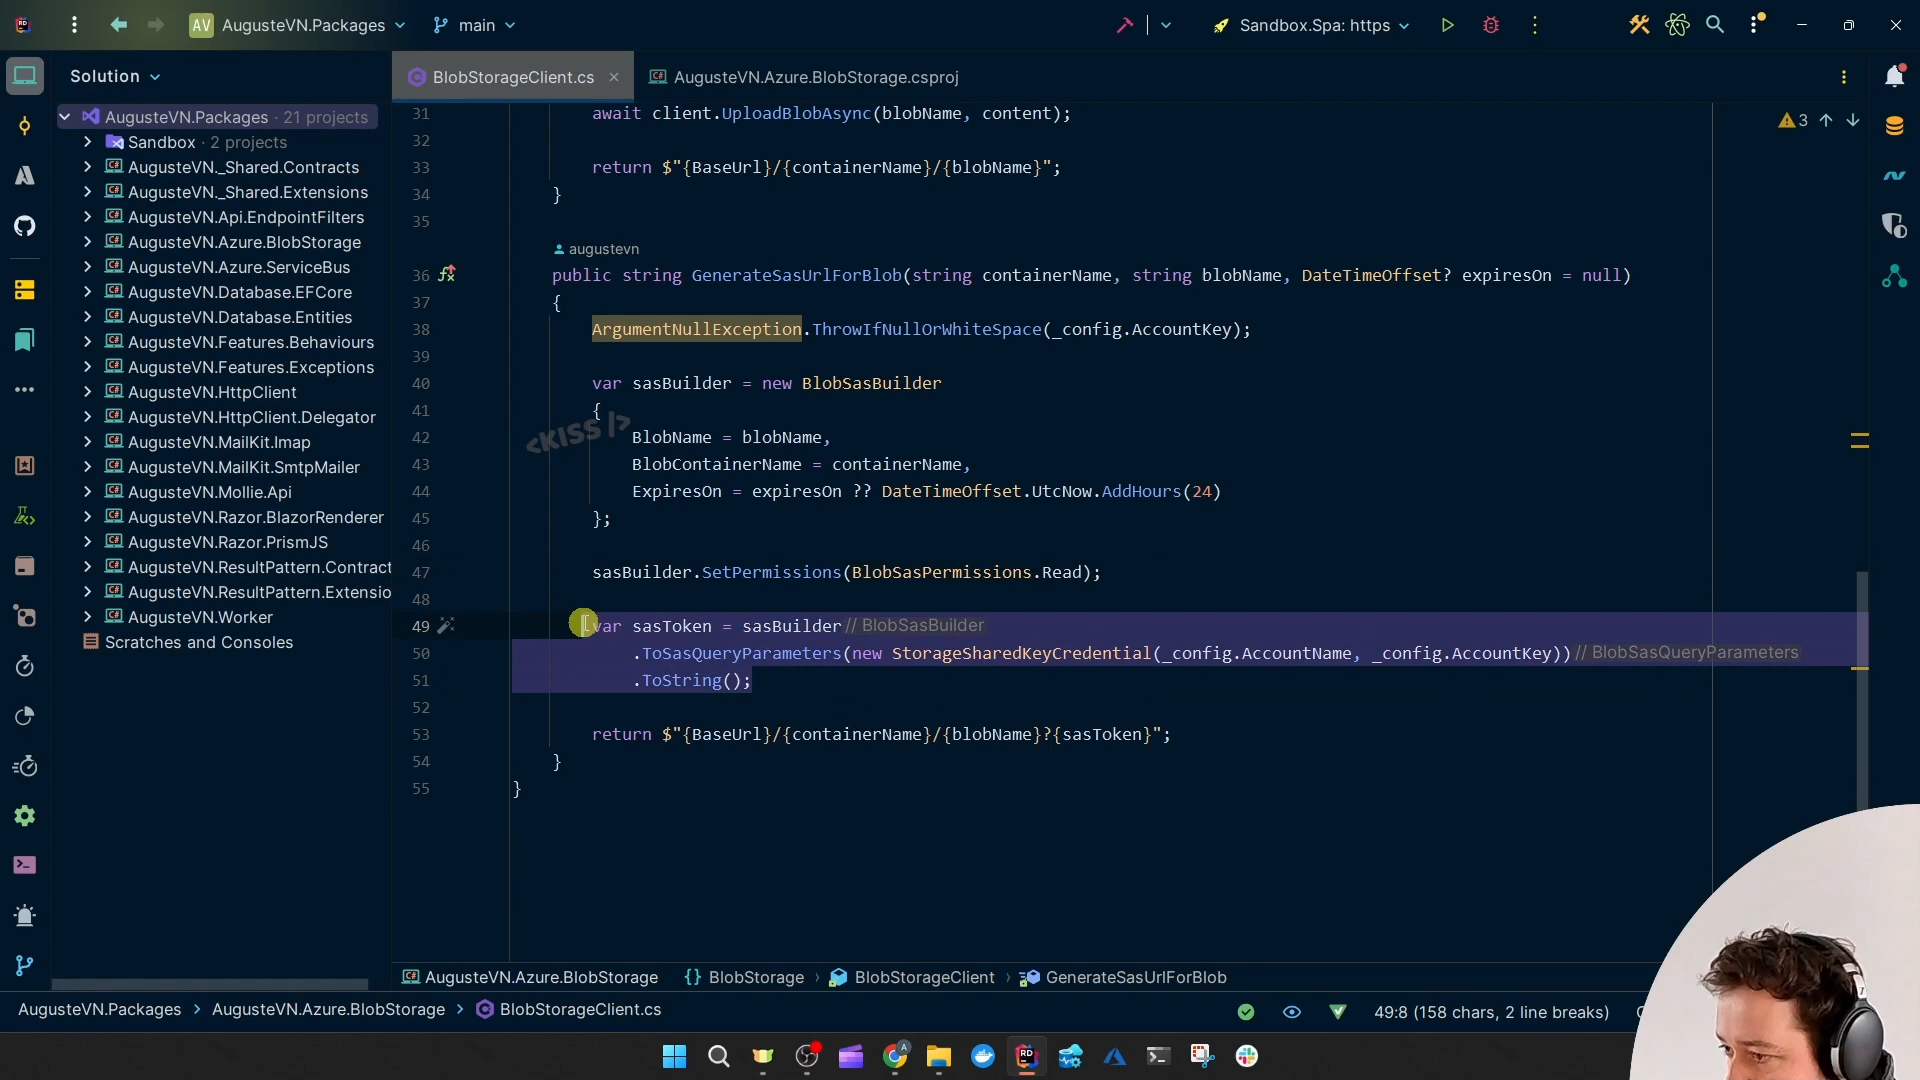 AV AugusteVN.Packages
main
Sandbox.Spa: https
Solution
BlobStorageClient.cs
AugusteVN.Azure.BlobStorage.csproj
AugusteVN.Packages · 21 projects
Sandbox · 2 projects
AugusteVN._Shared.Contracts
AugusteVN._Shared.Extensions
AugusteVN.Api.EndpointFilters
AugusteVN.Azure.BlobStorage
AugusteVN.Azure.ServiceBus
AugusteVN.Database.EFCore
AugusteVN.Database.Entities
AugusteVN.Features.Behaviours
AugusteVN.Features.Exceptions
AugusteVN.HttpClient
AugusteVN.HttpClient.Delegator
AugusteVN.MailKit.Imap
AugusteVN.MailKit.SmtpMailer
AugusteVN.Mollie.Api
AugusteVN.Razor.BlazorRenderer
AugusteVN.Razor.PrismJS
AugusteVN.ResultPattern.Contract
AugusteVN.ResultPattern.Extensio
AugusteVN.Worker
Scratches and Consoles
3
31 await client.UploadBlobAsync(blobName, content);
32
33 return $"{BaseUrl}/{containerName}/{blobName}";
34 }
35
augustevn
36 public string GenerateSasUrlForBlob(string containerName, string blobName, DateTimeOffset? expiresOn = null)
37 {
38 ArgumentNullException.ThrowIfNullOrWhiteSpace(_config.AccountKey);
39
40 var sasBuilder = new BlobSasBuilder
41 {
<KISS />
42 BlobName = blobName,
43 BlobContainerName = containerName,
44 ExpiresOn = expiresOn ?? DateTimeOffset.UtcNow.AddHours(24)
45 };
46
47 sasBuilder.SetPermissions(BlobSasPermissions.Read);
48
49 var sasToken = sasBuilder // BlobSasBuilder
50 .ToSasQueryParameters(new StorageSharedKeyCredential(_config.AccountName, _config.AccountKey)) // BlobSasQueryParameters
51 .ToString();
52
53 return $"{BaseUrl}/{containerName}/{blobName}?{sasToken}";
54 }
55 }
AugusteVN.Azure.BlobStorage {} BlobStorage › BlobStorageClient › GenerateSasUrlForBlob
AugusteVN.Packages › AugusteVN.Azure.BlobStorage › BlobStorageClient.cs
49:8 (158 chars, 2 line breaks)